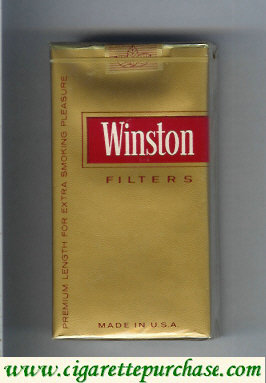 Winston
FILTERS
PREMIUM LENGTH FOR EXTRA SMOKING PLEASURE
MADE IN U.S.A.
www.cigarettepurchase.com